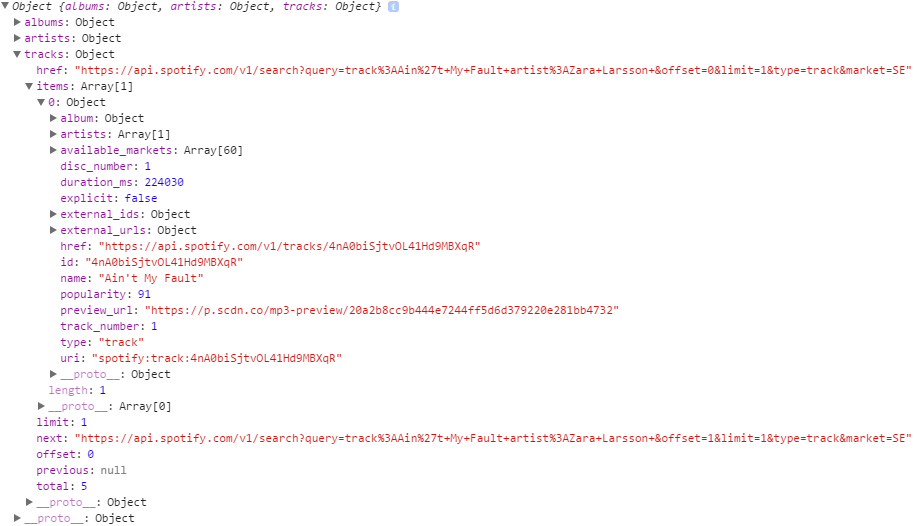 Object {albums: Object, artists: Object, tracks: Object} i
albums: Object
artists: Object
tracks: Object
href: "https://api.spotify.com/v1/search?query=track%3AAin%27t+My+Fault+artist%3AZara+Larsson+&offset=0&limit=1&type=track&market=SE"
items: Array[1]
0: Object
album: Object
artists: Array[1]
available_markets: Array[60]
disc_number: 1
duration_ms: 224030
explicit: false
external_ids: Object
external_urls: Object
href: "https://api.spotify.com/v1/tracks/4nA0biSjtvOL41Hd9MBXqR"
id: "4nA0biSjtvOL41Hd9MBXqR"
name: "Ain't My Fault"
popularity: 91
preview_url: "https://p.scdn.co/mp3-preview/20a2b8cc9b444e7244ff5d6d379220e281bb4732"
track_number: 1
type: "track"
uri: "spotify:track:4nA0biSjtvOL41Hd9MBXqR"
__proto__: Object
length: 1
__proto__: Array[0]
limit: 1
next: "https://api.spotify.com/v1/search?query=track%3AAin%27t+My+Fault+artist%3AZara+Larsson+&offset=1&limit=1&type=track&market=SE"
offset: 0
previous: null
total: 5
__proto__: Object
__proto__: Object